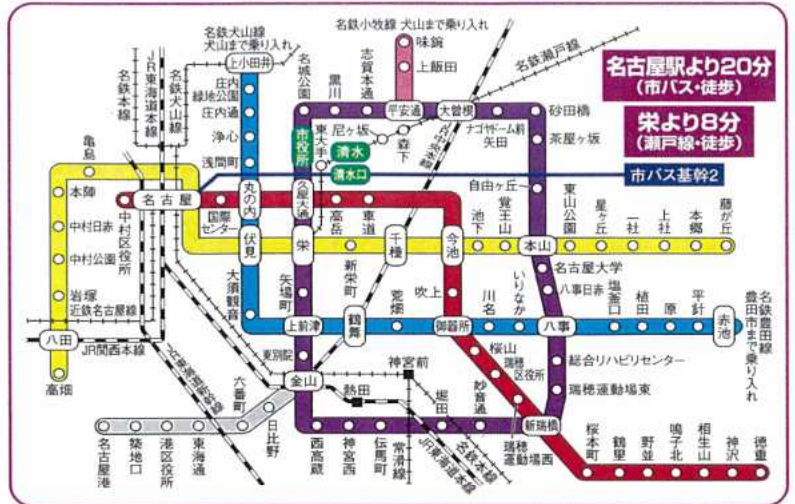 名鉄小牧線 犬山まで乗り入れ
味鋺
上飯田
名鉄瀬戸線
名鉄犬山線
犬山まで乗り入れ
上小田井
JR東海道本線
名鉄本線
名鉄犬山線
庄内
緑地公園
庄内通
浄心
浅間町
丸の内
伏見
大須観音
名城公園
黒川
志賀本通
平安通
大曽根
ナゴヤドーム前
矢田
砂田橋
茶屋ヶ坂
自由ヶ丘
市役所
東大手
尼ヶ坂
清水
清水口
森下
JR中央本線
名古屋駅より20分
(市バス・徒歩)
栄より8分
(瀬戸線・徒歩)
市バス基幹2
亀島
本陣
中村日赤
中村公園
岩塚
近鉄名古屋線
八田
JR関西本線
高畑
名古屋
中村区役所
国際
センター
久屋大通
高岳
車道
栄
新栄町
千種
今池
池下
覚王山
本山
東山公園
星ヶ丘
一社
上社
本郷
藤が丘
名古屋大学
八事日赤
矢場町
上前津
鶴舞
荒畑
吹上
御器所
川名
いりなか
八事
塩釜口
植田
原
平針
赤池
名鉄豊田線
豊田市まで乗り入れ
東別院
金山
神宮前
熱田
堀田
妙音通
桜山
瑞穂
区役所
瑞穂
運動場西
総合リハビリセンター
瑞穂運動場東
新瑞橋
JR東海道新幹線
六番町
日比野
名古屋港
築地口
港区役所
東海通
西高蔵
神宮西
伝馬町
常滑線
JR東海道本線
名鉄本線
桜本町
鶴里
野並
鳴子北
相生山
神沢
徳重